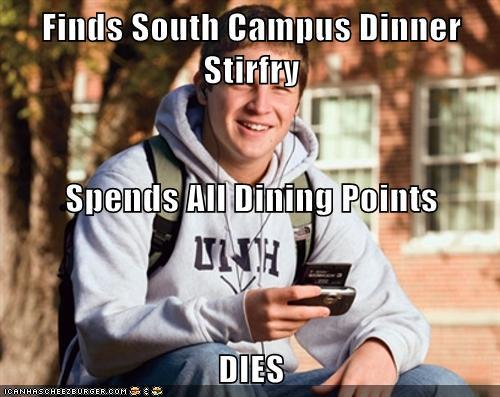 Finds South Campus Dinner
Stirfry
Spends All Dining Points
UNH
DIES
ICANHASCHEEZBURGER.COM